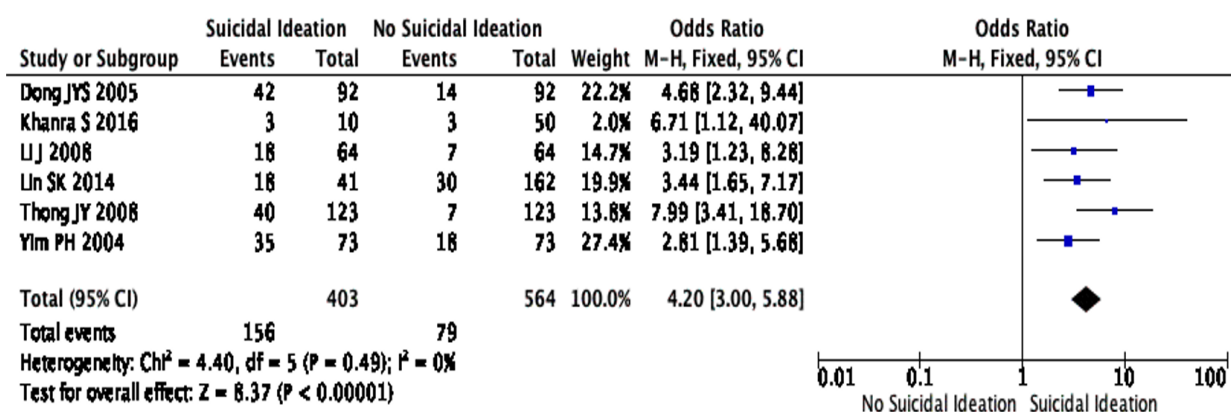 Suicidal Ideation No Suicidal Ideation Odds Ratio Odds Ratio
Study or Subgroup Events Total Events Total Weight M-H, Fixed, 95% CI M-H, Fixed, 95% CI
Dong JYS 2005 42 92 14 92 22.2% 4.68 [2.32, 9.44]
Khanra S 2016 3 10 3 50 2.0% 6.71 [1.12, 40.07]
Li J 2008 18 64 7 64 14.7% 3.19 [1.23, 8.28]
Lin SK 2014 18 41 30 162 19.9% 3.44 [1.65, 7.17]
Thong JY 2008 40 123 7 123 13.8% 7.99 [3.41, 18.70]
Yim PH 2004 35 73 18 73 27.4% 2.81 [1.39, 5.68]
Total (95% CI) 403 564 100.0% 4.20 [3.00, 5.88]
Total events 156 79
Heterogeneity: Chi² = 4.40, df = 5 (P = 0.49); I² = 0%
Test for overall effect: Z = 8.37 (P < 0.00001)
0.01 0.1 1 10 100
No Suicidal Ideation Suicidal Ideation